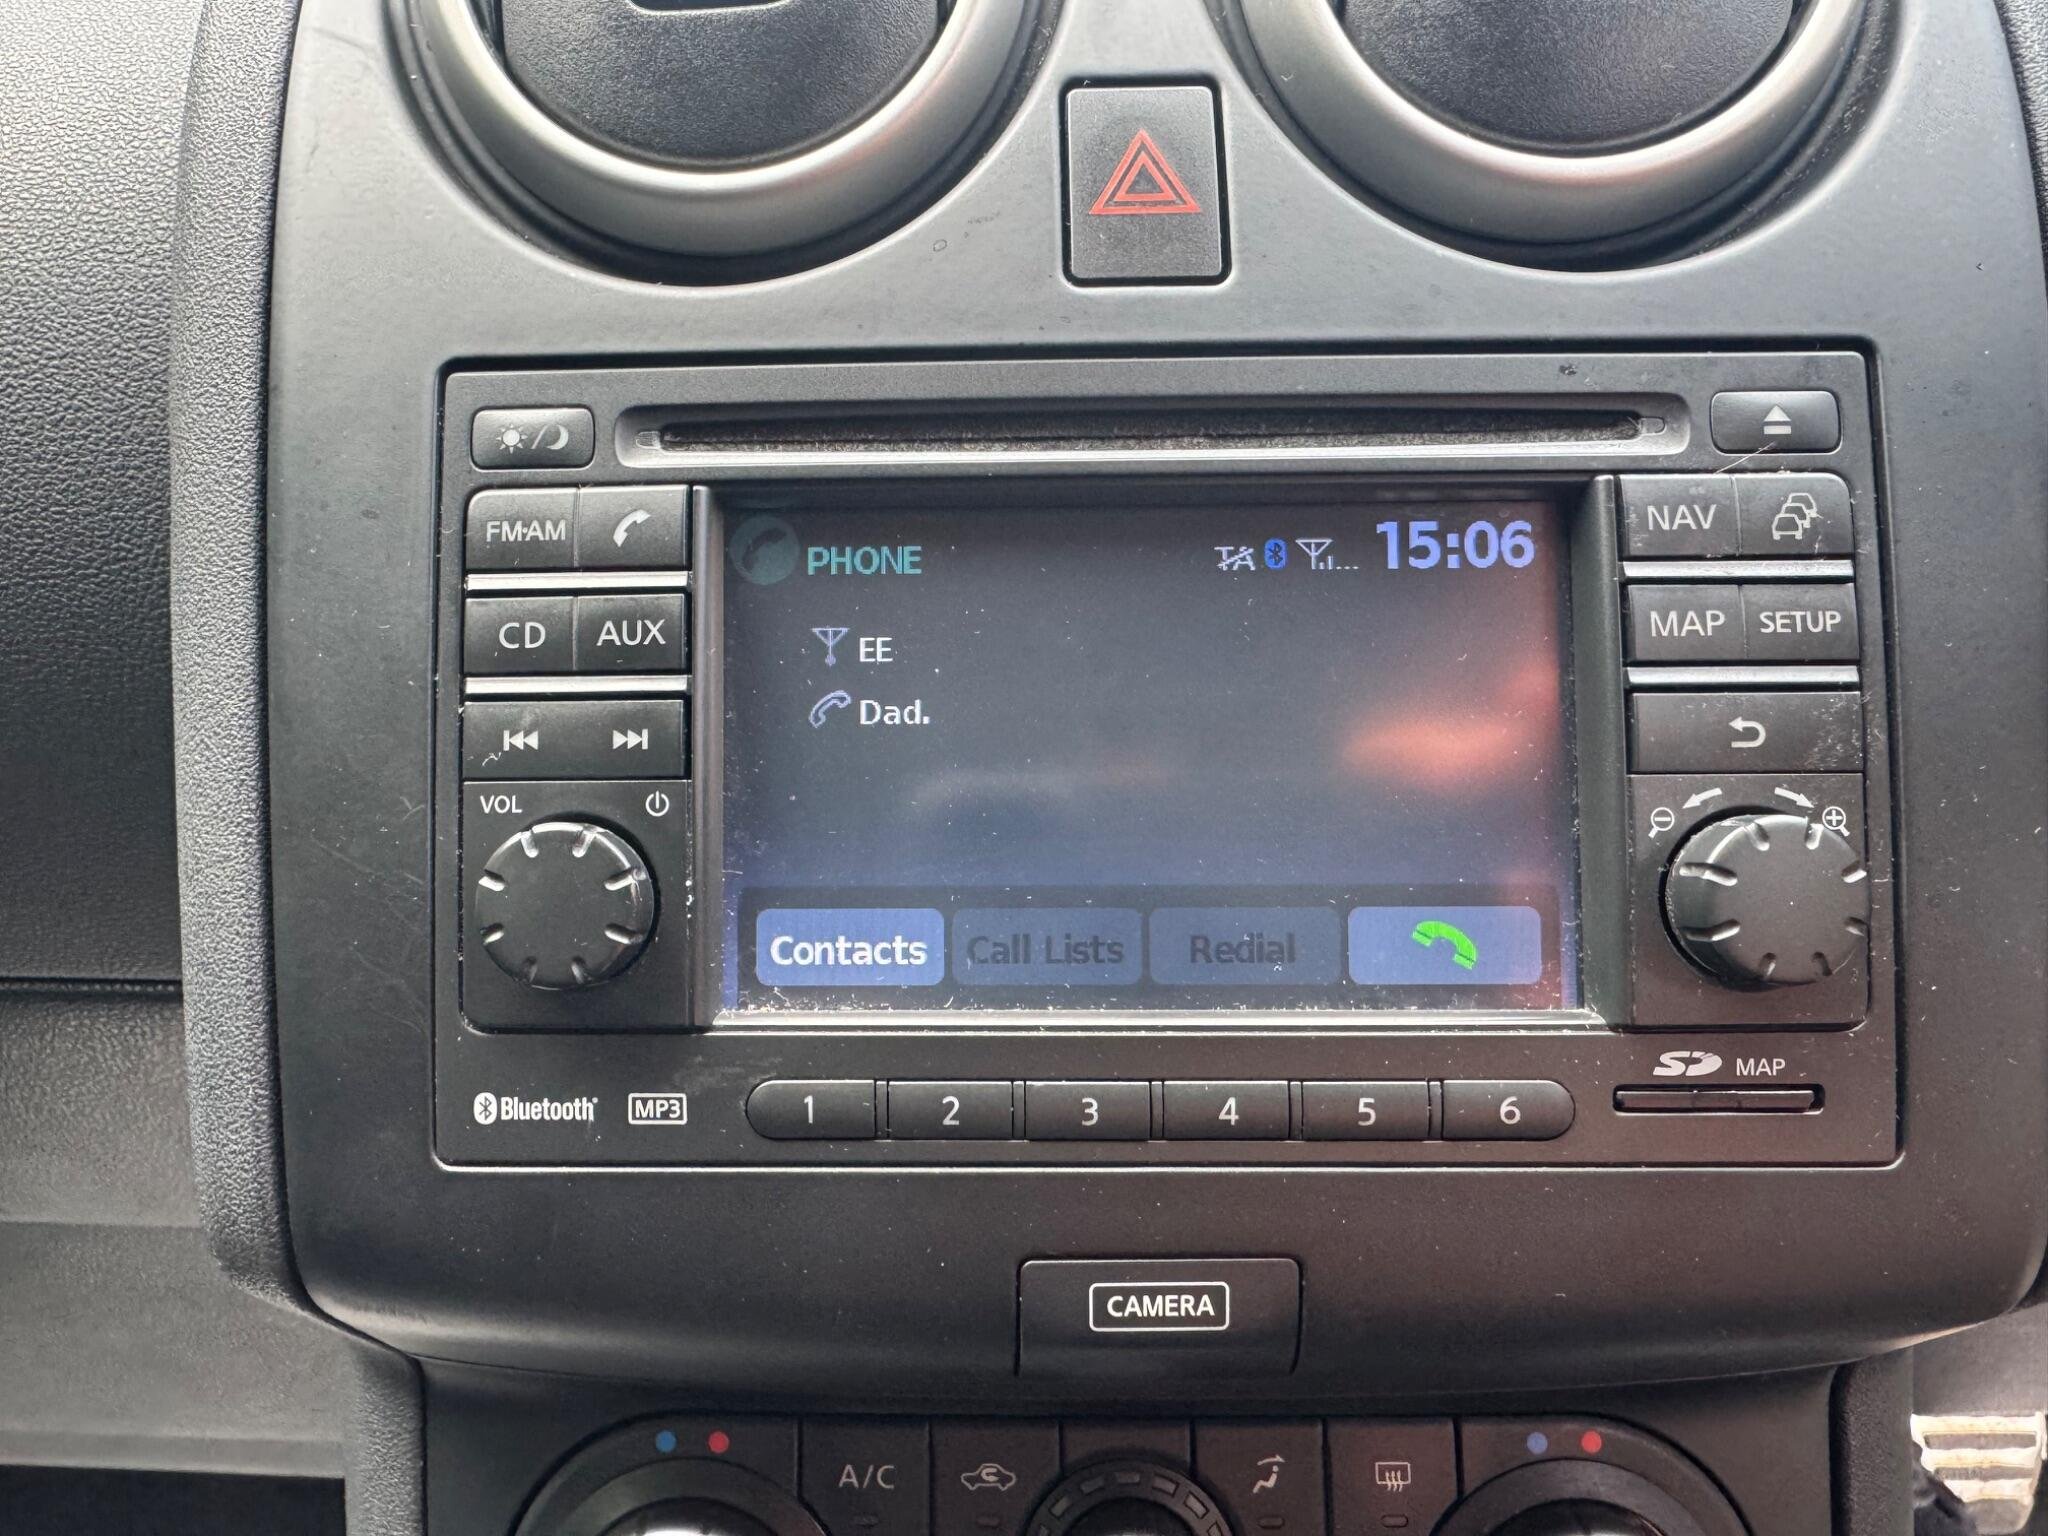 FM·AM
CD AUX
VOL
PHONE
TA 15:06
EE
Dad.
Contacts Call Lists Redial
NAV
MAP SETUP
Bluetooth MP3
1 2 3 4 5 6
SD MAP
CAMERA
A/C